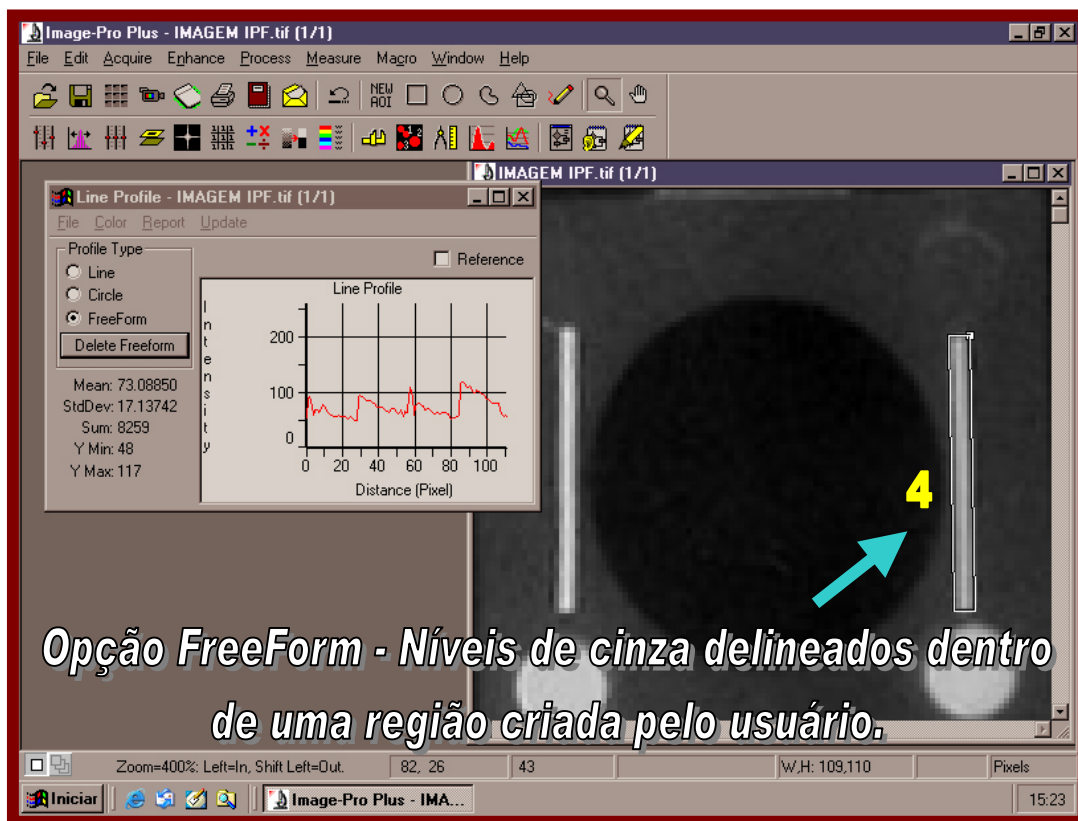 Image-Pro Plus - IMAGEM IPF.tif (1/1)
File Edit Acquire Enhance Process Measure Macro Window Help
NEW AOI
IMAGEM IPF.tif (1/1)
Line Profile - IMAGEM IPF.tif (1/1)
File Color Report Update
Profile Type
Line
Circle
FreeForm
Delete Freeform
Reference
Mean: 73.08850
StdDev: 17.13742
Sum: 8259
Y Min: 48
Y Max: 117
Line Profile
Intensity
200
100
0
0 20 40 60 80 100
Distance (Pixel)
4
Opção FreeForm - Níveis de cinza delineados dentro
de uma região criada pelo usuário.
Zoom=400%: Left=In, Shift Left=Out. 82, 26 43 W,H: 109,110 Pixels
Iniciar Image-Pro Plus - IMA... 15:23